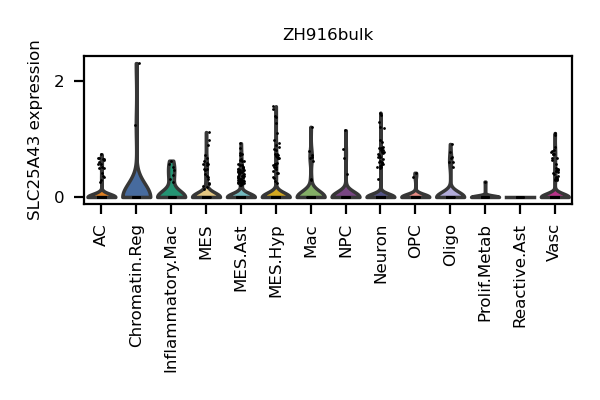 ZH916bulk
SLC25A43 expression
2
0
AC
Chromatin.Reg
Inflammatory.Mac
MES
MES.Ast
MES.Hyp
Mac
NPC
Neuron
OPC
Oligo
Prolif.Metab
Reactive.Ast
Vasc